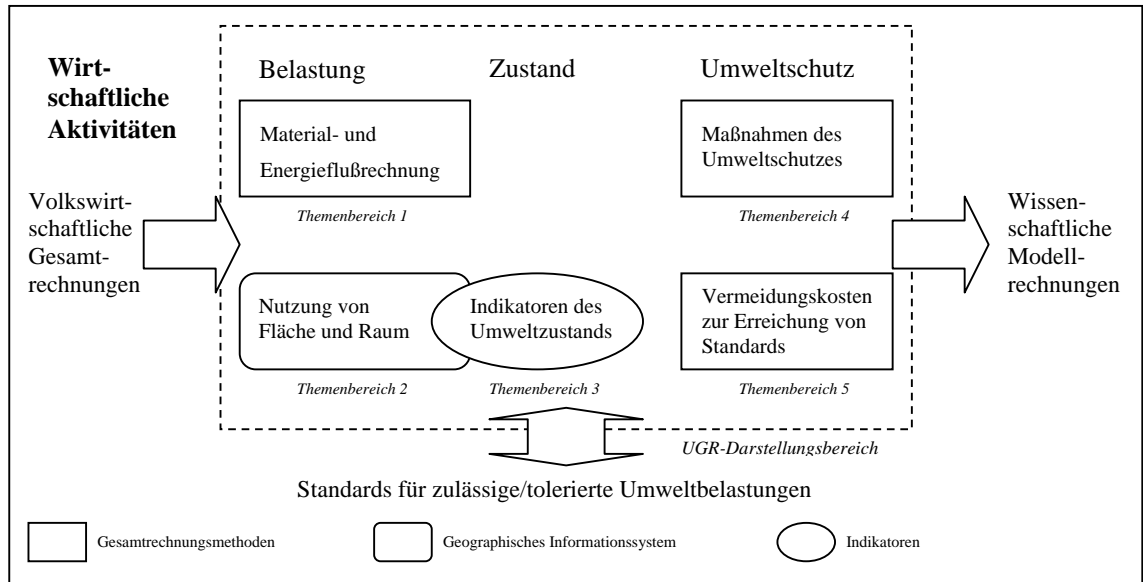 Wirt-
schaftliche
Aktivitäten
Volkswirt-
schaftliche
Gesamt-
rechnungen
Belastung
Zustand
Umweltschutz
Material- und
Energieflußrechnung
Themenbereich 1
Maßnahmen des
Umweltschutzes
Themenbereich 4
Nutzung von
Fläche und Raum
Themenbereich 2
Indikatoren des
Umweltzustands
Themenbereich 3
Vermeidungskosten
zur Erreichung von
Standards
Themenbereich 5
UGR-Darstellungsbereich
Wissen-
schaftliche
Modell-
rechnungen
Standards für zulässige/tolerierte Umweltbelastungen
Gesamtrechnungsmethoden
Geographisches Informationssystem
Indikatoren